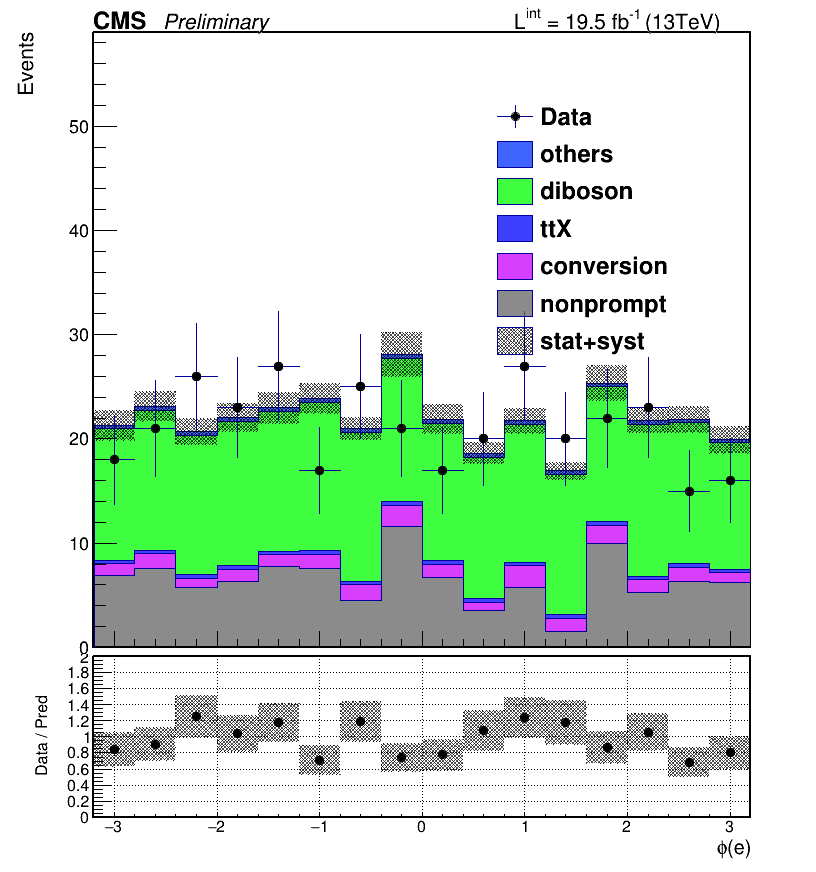 CMS Preliminary L^int = 19.5 fb^-1 (13TeV)
Events
50
40
30
20
10
0
Data
others
diboson
ttX
conversion
nonprompt
stat+syst
Data / Pred
2
1.8
1.6
1.4
1.2
1
0.8
0.6
0.4
0.2
0
−3 −2 −1 0 1 2 3
ϕ(e)